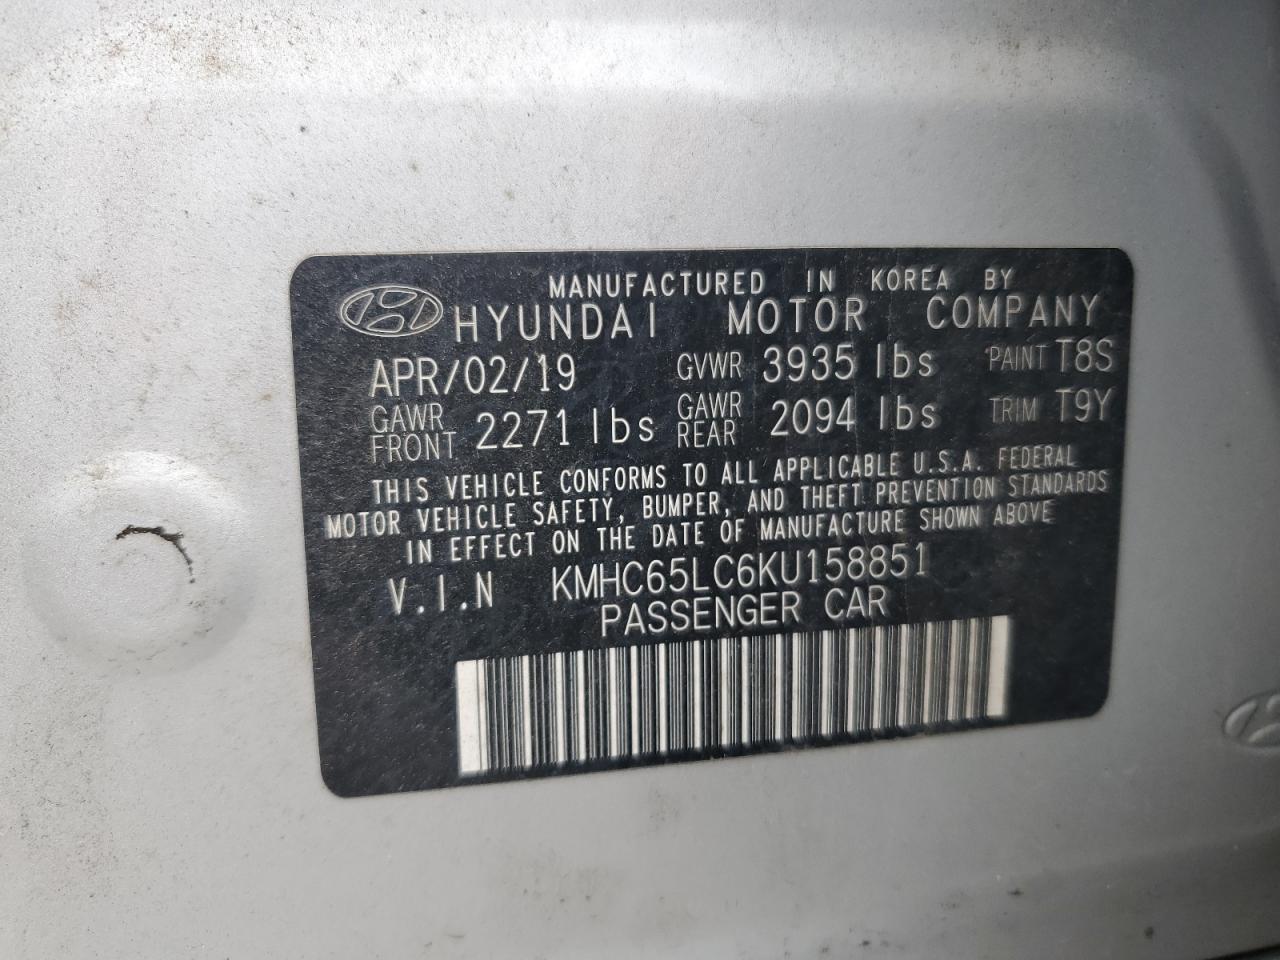 MANUFACTURED IN KOREA BY
HYUNDAI MOTOR COMPANY
APR/02/19 GVWR 3935 lbs PAINT T8S
GAWR FRONT 2271 lbs GAWR REAR 2094 lbs TRIM T9Y
THIS VEHICLE CONFORMS TO ALL APPLICABLE U.S.A. FEDERAL
MOTOR VEHICLE SAFETY, BUMPER, AND THEFT PREVENTION STANDARDS
IN EFFECT ON THE DATE OF MANUFACTURE SHOWN ABOVE
V.I.N KMHC65LC6KU158851
PASSENGER CAR